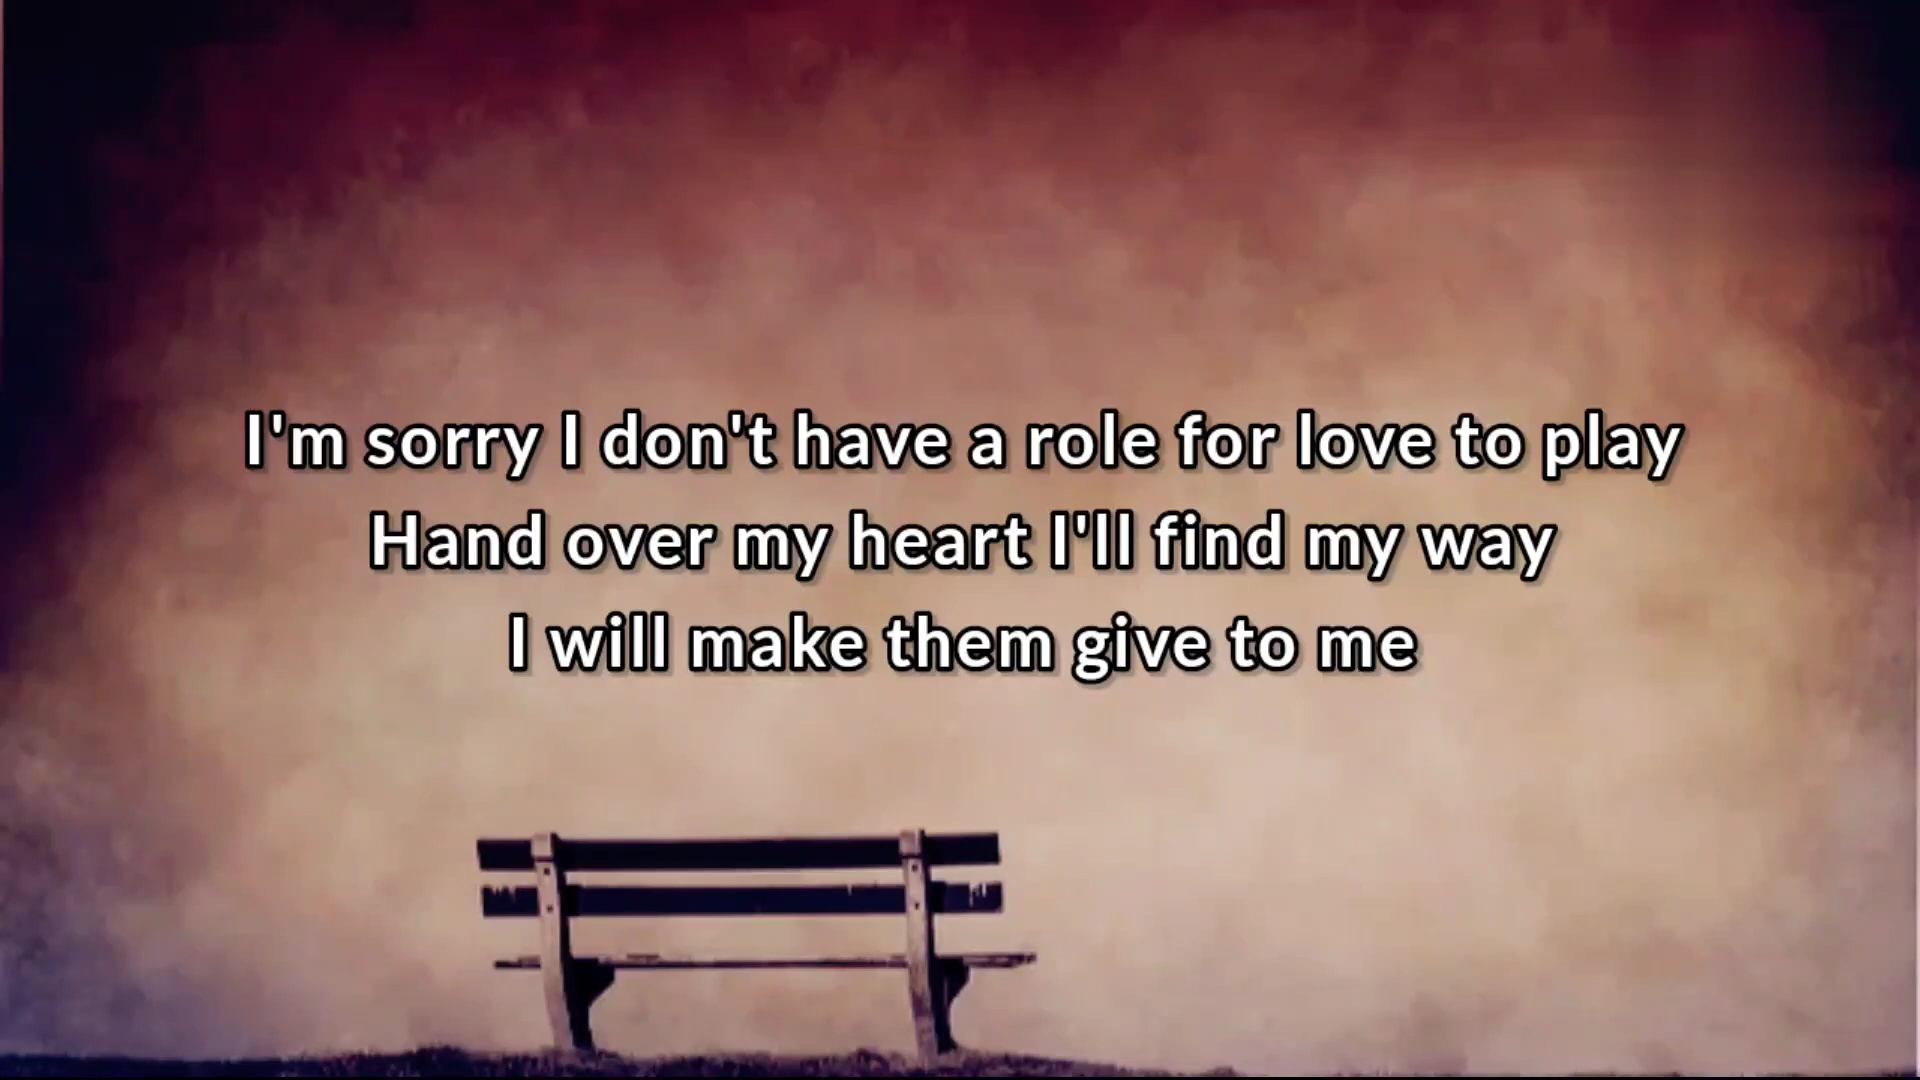 I'm sorry I don't have a role for love to play
Hand over my heart I'll find my way
I will make them give to me